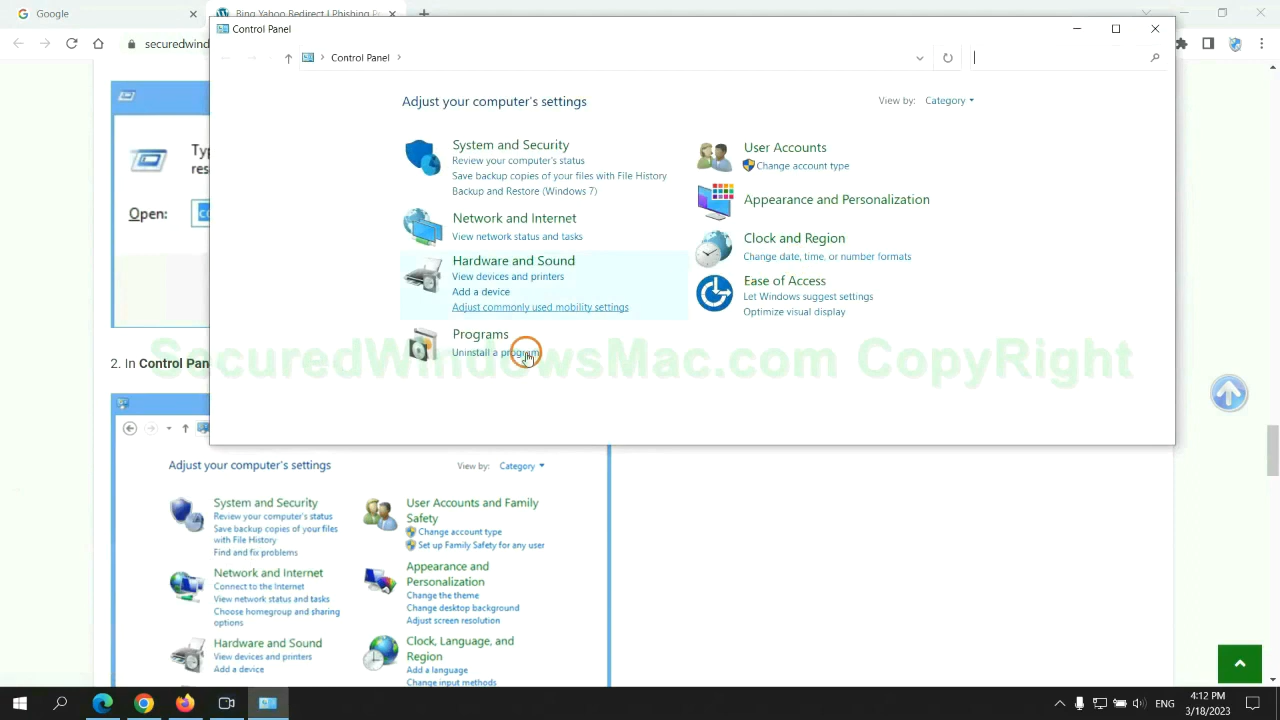 Google
Bing Yahoo Redirect Phishing
securedwind
Control Panel
Control Panel
Adjust your computer's settings
View by: Category
System and Security
Review your computer's status
Save backup copies of your files with File History
Backup and Restore (Windows 7)
Network and Internet
View network status and tasks
Hardware and Sound
View devices and printers
Add a device
Adjust commonly used mobility settings
Programs
Uninstall a program
User Accounts
Change account type
Appearance and Personalization
Clock and Region
Change date, time, or number formats
Ease of Access
Let Windows suggest settings
Optimize visual display
Open:
SecuredWindowsMac.com CopyRight
2. In Control Pan
Adjust your computer's settings
View by: Category
System and Security
Review your computer's status
Save backup copies of your files
with File History
Find and fix problems
Network and Internet
Connect to the Internet
View network status and tasks
Choose homegroup and sharing
options
Hardware and Sound
View devices and printers
Add a device
User Accounts and Family
Safety
Change account type
Set up Family Safety for any user
Appearance and
Personalization
Change the theme
Change desktop background
Adjust screen resolution
Clock, Language, and
Region
Add a language
Change input methods
ENG
4:12 PM
3/18/2023